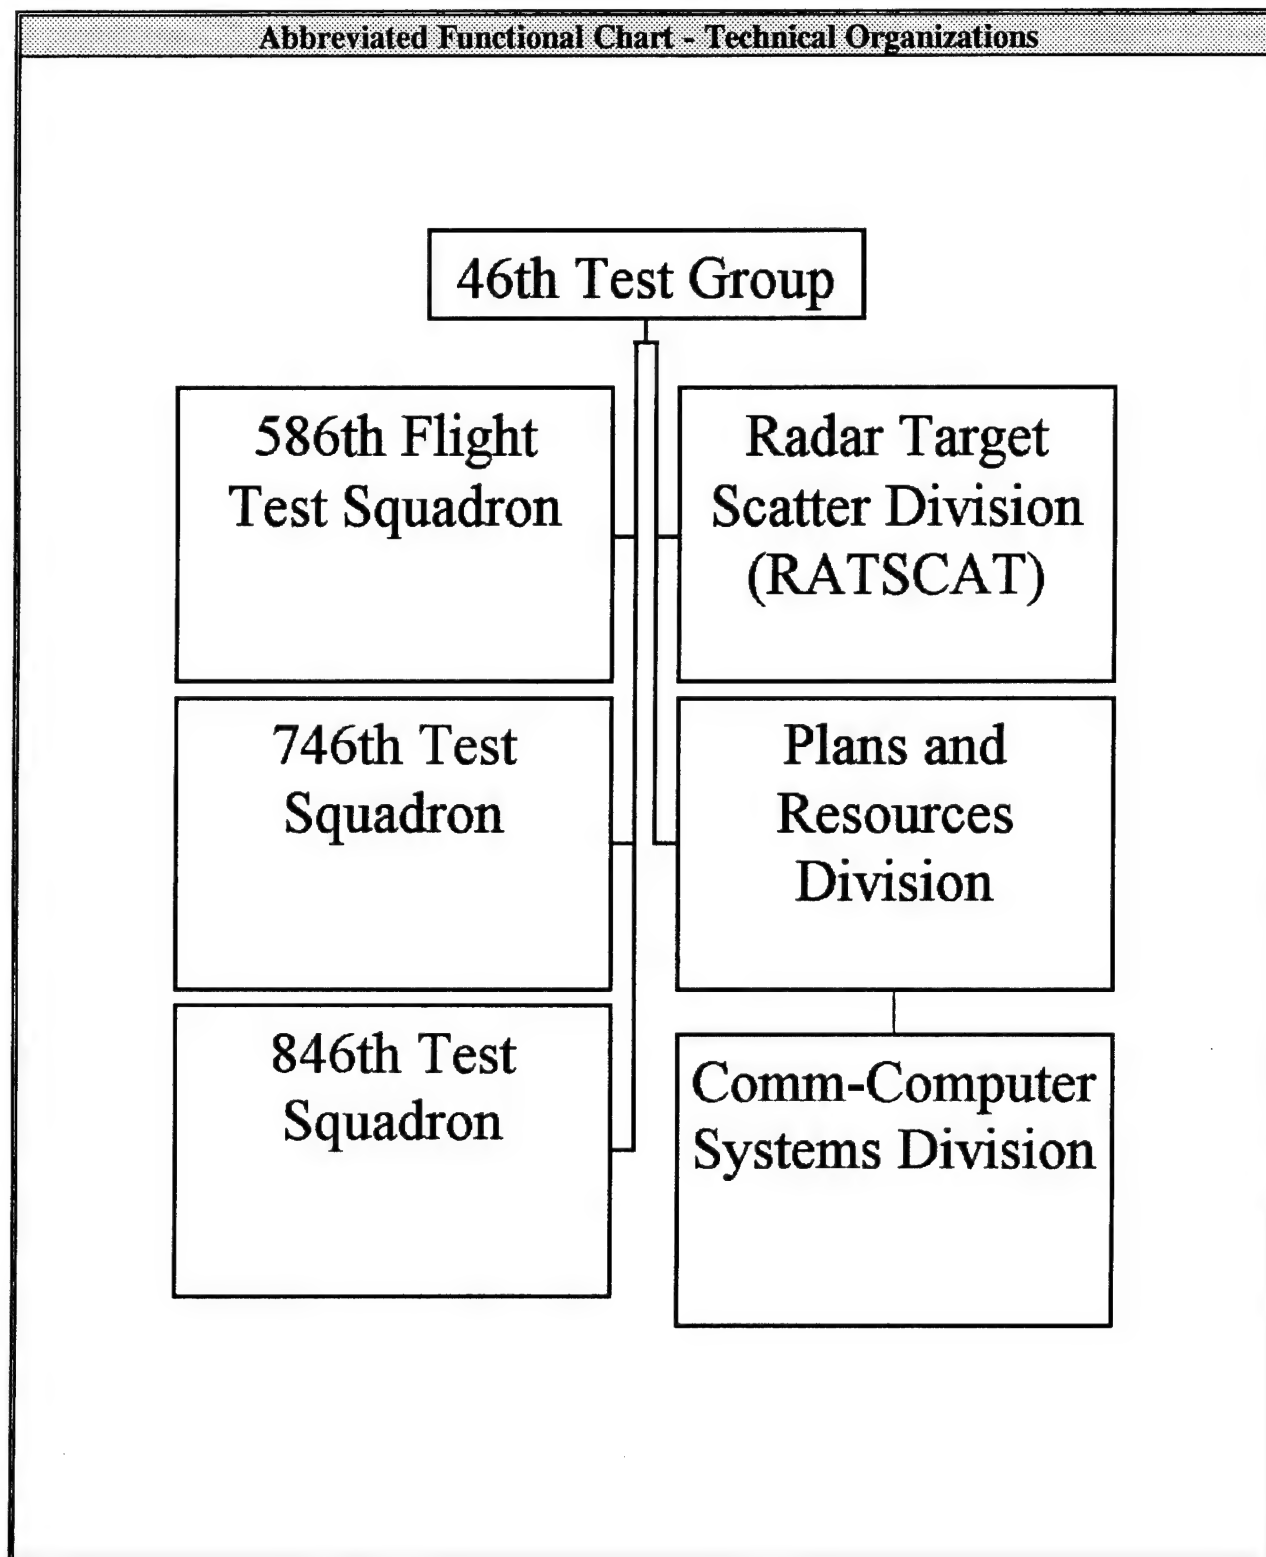 Abbreviated Functional Chart - Technical Organizations
46th Test Group
586th Flight
Test Squadron
Radar Target
Scatter Division
(RATSCAT)
746th Test
Squadron
Plans and
Resources
Division
846th Test
Squadron
Comm-Computer
Systems Division